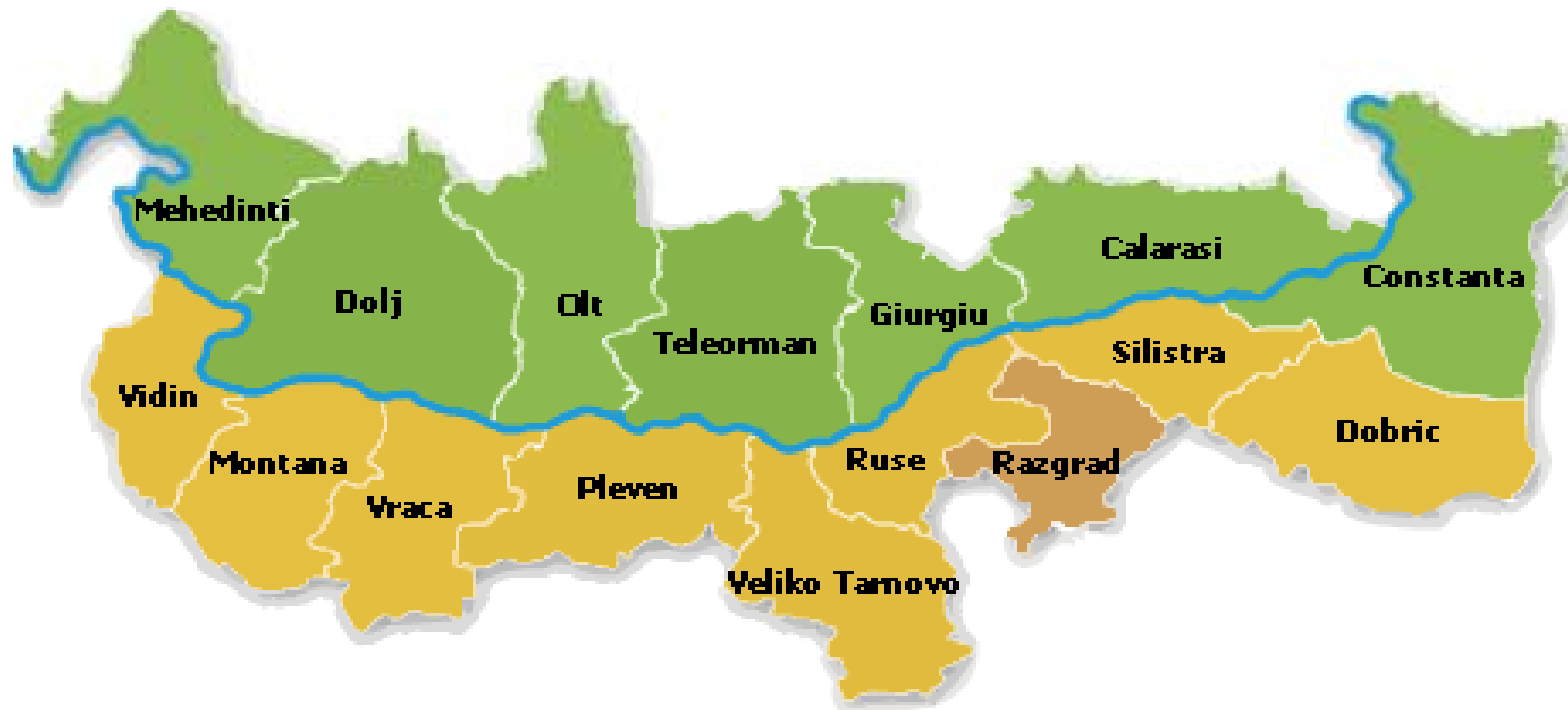 Mehedinti
Dolj
Olt
Teleorman
Giurgiu
Calarasi
Constanta
Vidin
Montana
Vraca
Pleven
Veliko Tarnovo
Ruse
Razgrad
Silistra
Dobric